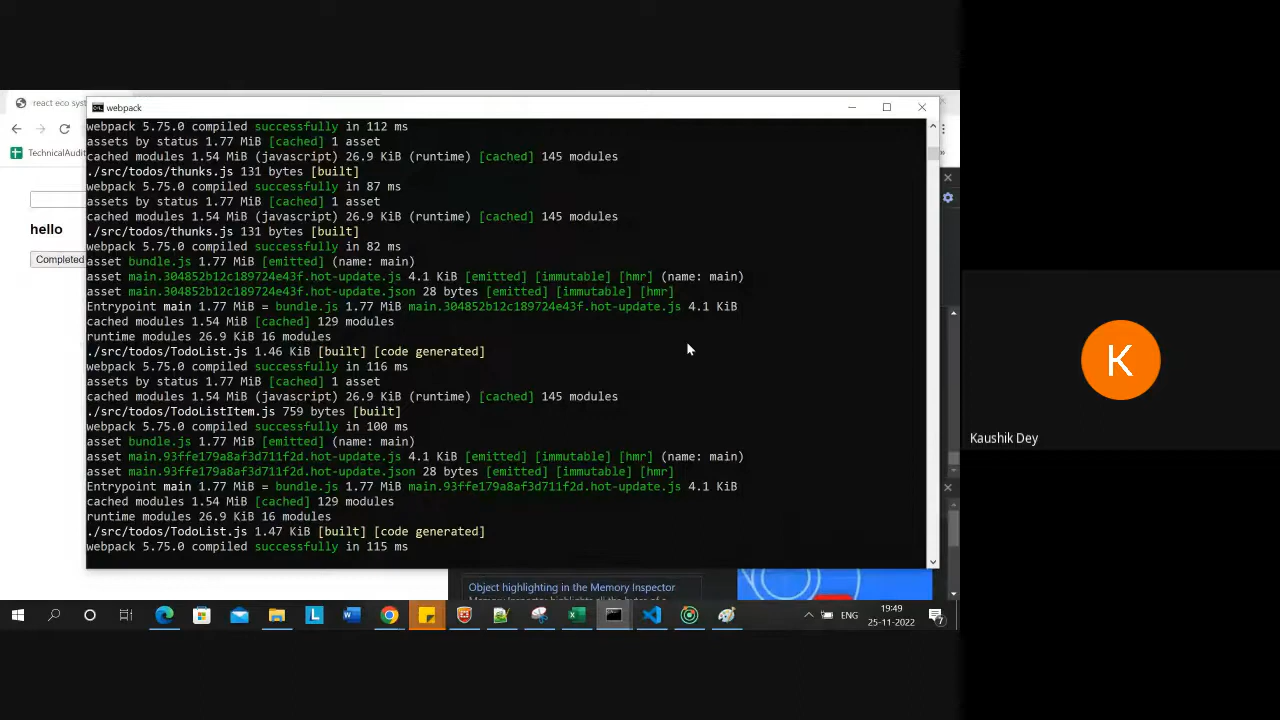 react eco sys
webpack
TechnicalAudit
hello
Completed
webpack 5.75.0 compiled successfully in 112 ms
assets by status 1.77 MiB [cached] 1 asset
cached modules 1.54 MiB (javascript) 26.9 KiB (runtime) [cached] 145 modules
./src/todos/thunks.js 131 bytes [built]
webpack 5.75.0 compiled successfully in 87 ms
assets by status 1.77 MiB [cached] 1 asset
cached modules 1.54 MiB (javascript) 26.9 KiB (runtime) [cached] 145 modules
./src/todos/thunks.js 131 bytes [built]
webpack 5.75.0 compiled successfully in 82 ms
asset bundle.js 1.77 MiB [emitted] (name: main)
asset main.304852b12c189724e43f.hot-update.js 4.1 KiB [emitted] [immutable] [hmr] (name: main)
asset main.304852b12c189724e43f.hot-update.json 28 bytes [emitted] [immutable] [hmr]
Entrypoint main 1.77 MiB = bundle.js 1.77 MiB main.304852b12c189724e43f.hot-update.js 4.1 KiB
cached modules 1.54 MiB [cached] 129 modules
runtime modules 26.9 KiB 16 modules
./src/todos/TodoList.js 1.46 KiB [built] [code generated]
webpack 5.75.0 compiled successfully in 116 ms
assets by status 1.77 MiB [cached] 1 asset
cached modules 1.54 MiB (javascript) 26.9 KiB (runtime) [cached] 145 modules
./src/todos/TodoListItem.js 759 bytes [built]
webpack 5.75.0 compiled successfully in 100 ms
asset bundle.js 1.77 MiB [emitted] (name: main)
asset main.93ffe179a8af3d711f2d.hot-update.js 4.1 KiB [emitted] [immutable] [hmr] (name: main)
asset main.93ffe179a8af3d711f2d.hot-update.json 28 bytes [emitted] [immutable] [hmr]
Entrypoint main 1.77 MiB = bundle.js 1.77 MiB main.93ffe179a8af3d711f2d.hot-update.js 4.1 KiB
cached modules 1.54 MiB [cached] 129 modules
runtime modules 26.9 KiB 16 modules
./src/todos/TodoList.js 1.47 KiB [built] [code generated]
webpack 5.75.0 compiled successfully in 115 ms
Object highlighting in the Memory Inspector
ENG
19:49
25-11-2022
7
K
Kaushik Dey